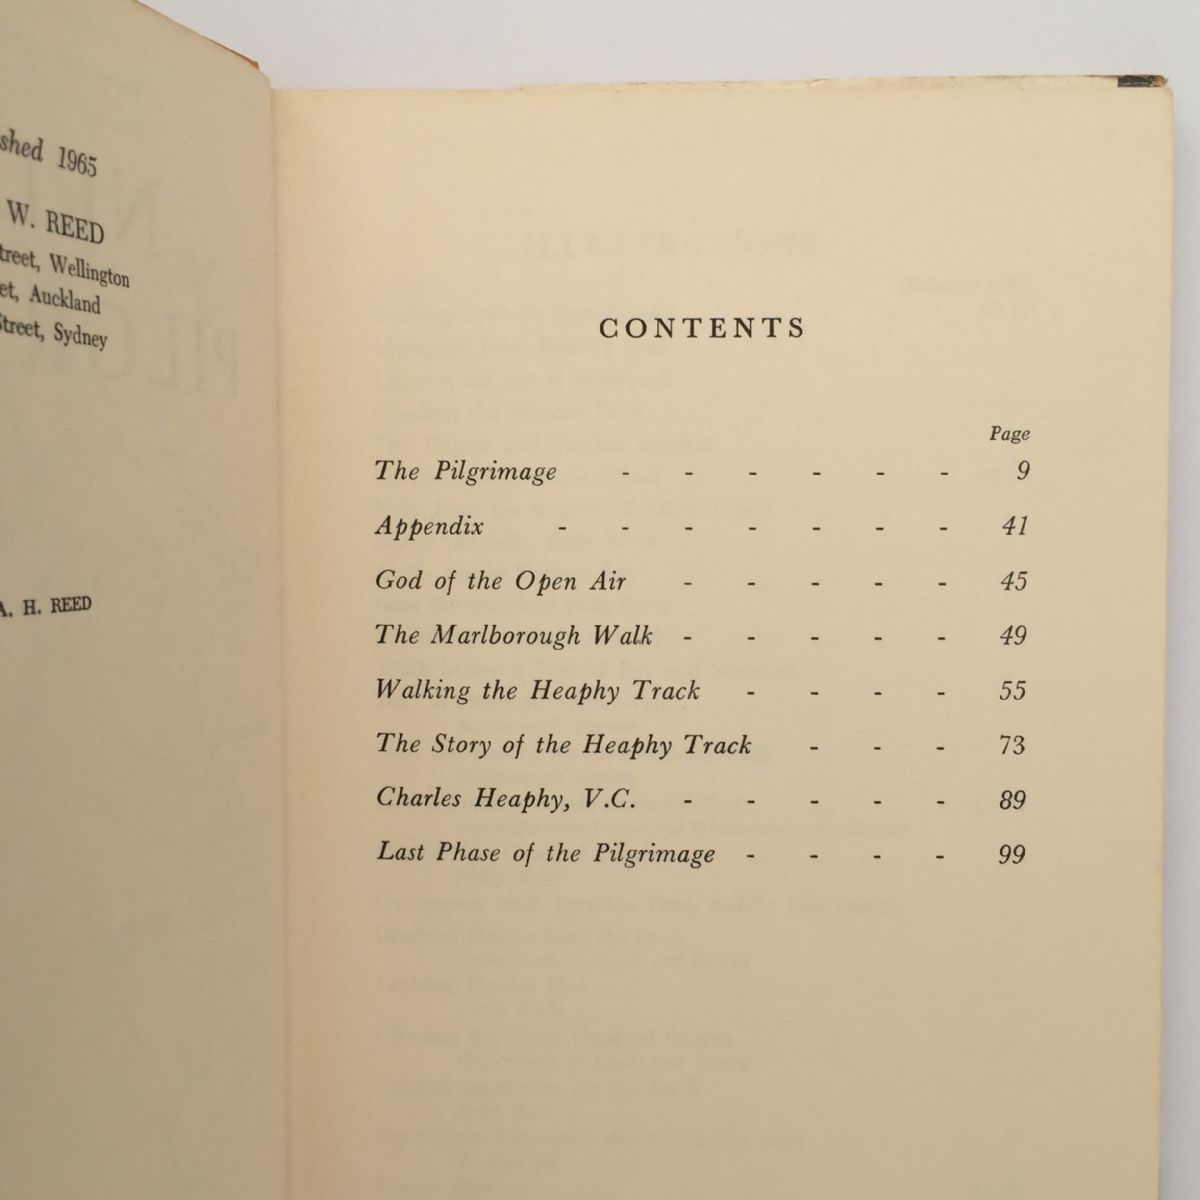 shed 1965
W. REED
treet, Wellington
et, Auckland
Street, Sydney
A. H. REED
CONTENTS
Page
The Pilgrimage - - - - - - 9
Appendix - - - - - - - 41
God of the Open Air - - - - - 45
The Marlborough Walk - - - - - 49
Walking the Heaphy Track - - - - 55
The Story of the Heaphy Track - - - 73
Charles Heaphy, V.C. - - - - - 89
Last Phase of the Pilgrimage - - - - 99